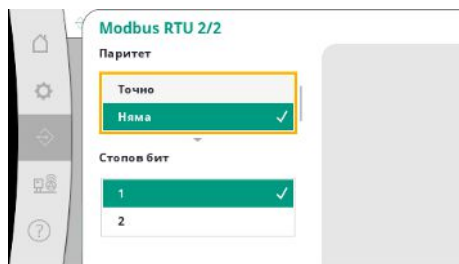 Modbus RTU 2/2
Паритет
Точно
Няма
Стопов бит
1
2